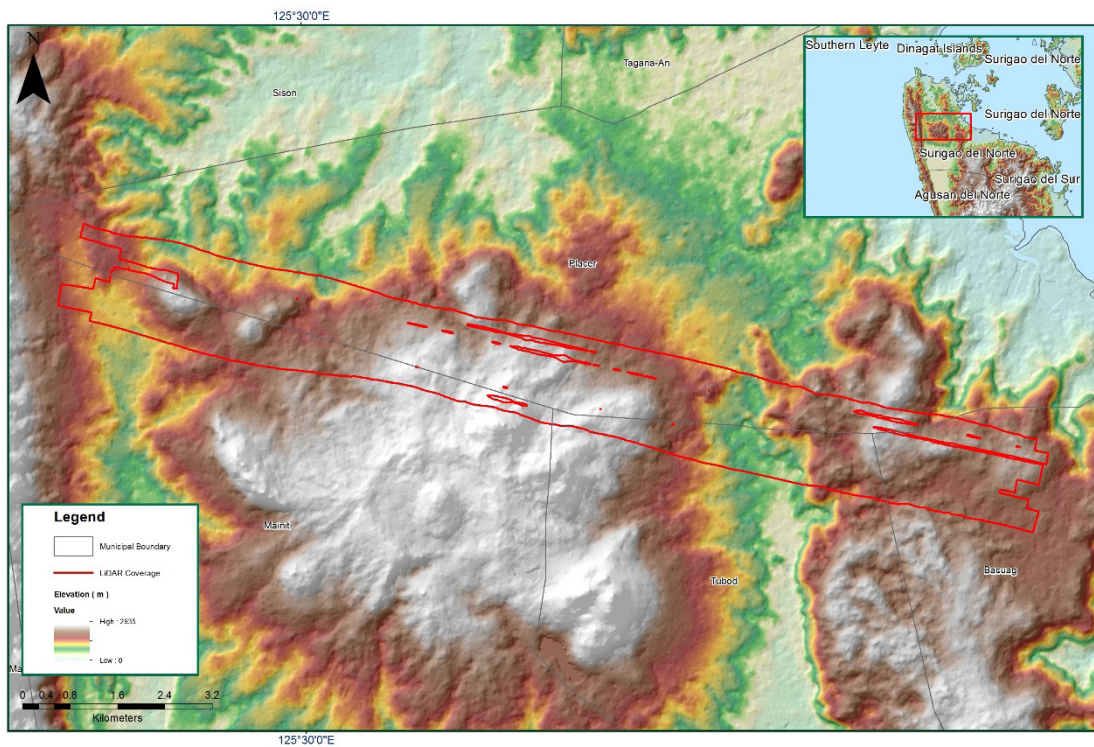 125°30'0"E
N
Southern Leyte
Dinagat Islands
Surigao del Norte
Surigao del Norte
Surigao del Norte
Surigao del Sur
Agusan del Norte
Sison
Tagana-An
Placer
Mainit
Tubod
Bacuag
Legend
Municipal Boundary
LiDAR Coverage
Elevation ( m )
Value
High : 2935
Low : 0
Ma
0 0.4 0.8 1.6 2.4 3.2
Kilometers
125°30'0"E